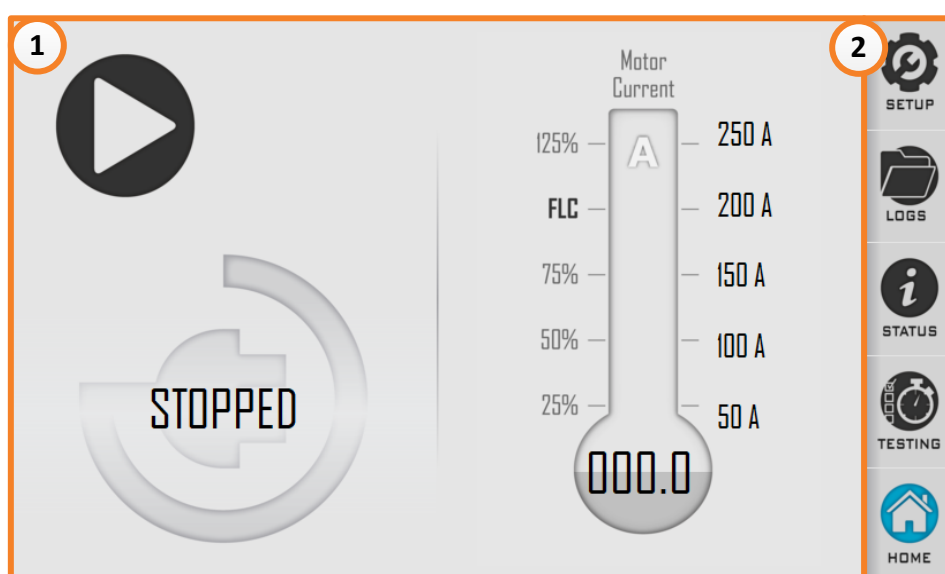 1
2
Motor
Current
125%
A
250 A
FLC
200 A
75%
150 A
50%
100 A
25%
50 A
000.0
STOPPED
SETUP
LOGS
i
STATUS
TESTING
HOME